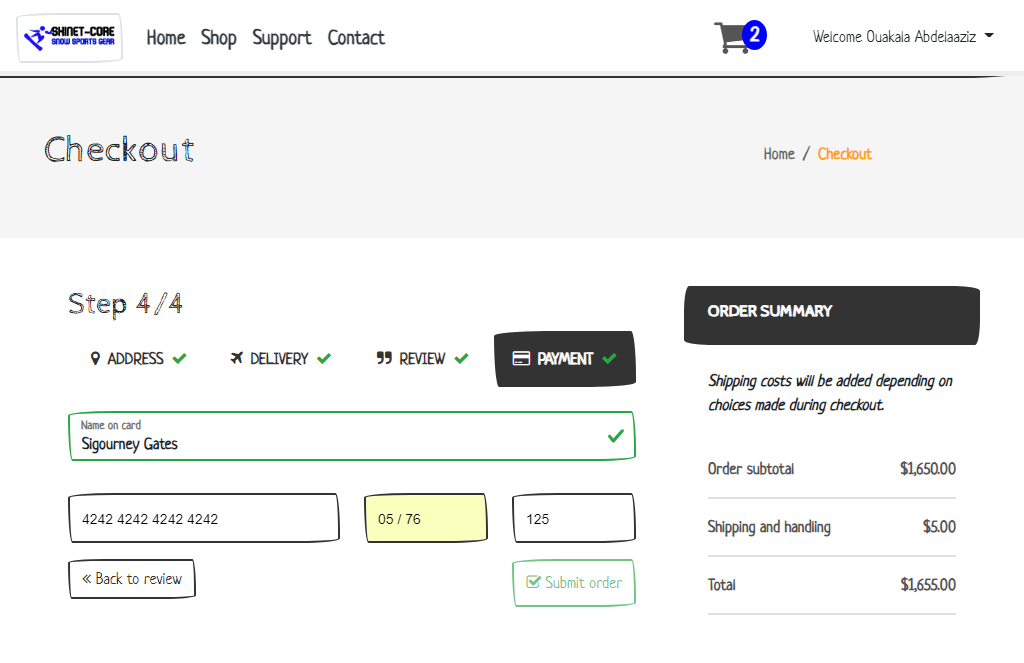 SHINET-CORE
SNOW SPORTS GEAR
Home Shop Support Contact
2
Welcome Ouakala Abdelaaziz
Checkout
Home / Checkout
Step 4/4
ADDRESS DELIVERY REVIEW PAYMENT
Name on card
Sigourney Gates
4242 4242 4242 4242 05 / 76 125
« Back to review
Submit order
ORDER SUMMARY
Shipping costs will be added depending on
choices made during checkout.
Order subtotal $1,650.00
Shipping and handling $5.00
Total $1,655.00